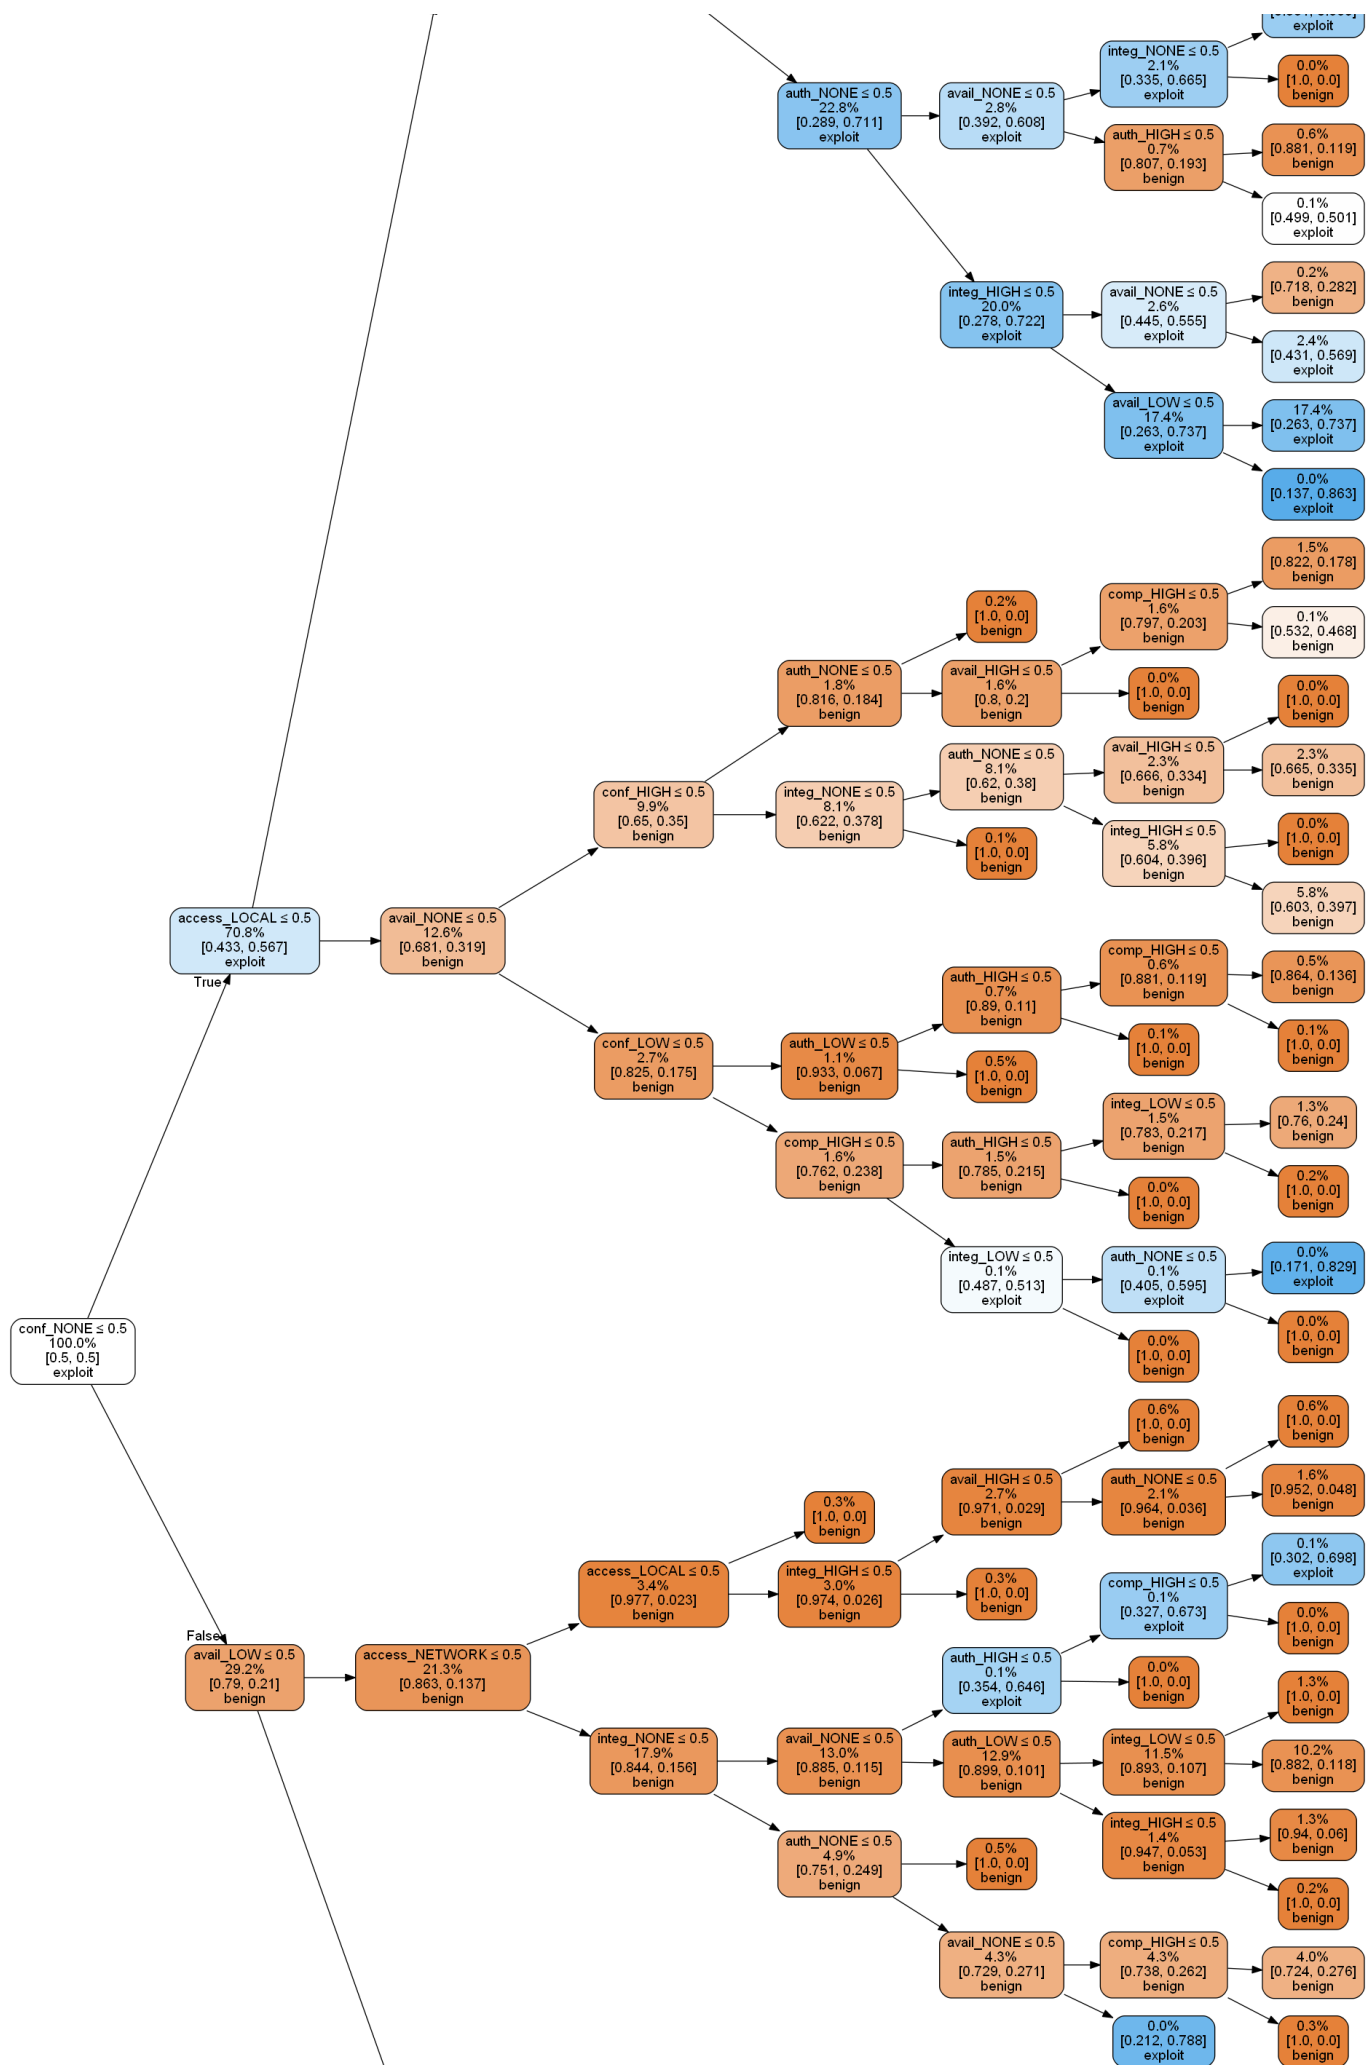 exploit
integ_NONE ≤ 0.5
2.1%
[0.335, 0.665]
exploit
0.0%
[1.0, 0.0]
benign
auth_NONE ≤ 0.5
22.8%
[0.289, 0.711]
exploit
avail_NONE ≤ 0.5
2.8%
[0.392, 0.608]
exploit
auth_HIGH ≤ 0.5
0.7%
[0.807, 0.193]
benign
0.6%
[0.881, 0.119]
benign
0.1%
[0.499, 0.501]
exploit
integ_HIGH ≤ 0.5
20.0%
[0.278, 0.722]
exploit
avail_NONE ≤ 0.5
2.6%
[0.445, 0.555]
exploit
0.2%
[0.718, 0.282]
benign
2.4%
[0.431, 0.569]
exploit
avail_LOW ≤ 0.5
17.4%
[0.263, 0.737]
exploit
17.4%
[0.263, 0.737]
exploit
0.0%
[0.137, 0.863]
exploit
1.5%
[0.822, 0.178]
benign
comp_HIGH ≤ 0.5
1.6%
[0.797, 0.203]
benign
0.2%
[1.0, 0.0]
benign
0.1%
[0.532, 0.468]
benign
auth_NONE ≤ 0.5
1.8%
[0.816, 0.184]
benign
avail_HIGH ≤ 0.5
1.6%
[0.8, 0.2]
benign
0.0%
[1.0, 0.0]
benign
0.0%
[1.0, 0.0]
benign
conf_HIGH ≤ 0.5
9.9%
[0.65, 0.35]
benign
integ_NONE ≤ 0.5
8.1%
[0.622, 0.378]
benign
auth_NONE ≤ 0.5
8.1%
[0.62, 0.38]
benign
avail_HIGH ≤ 0.5
2.3%
[0.666, 0.334]
benign
2.3%
[0.665, 0.335]
benign
0.1%
[1.0, 0.0]
benign
integ_HIGH ≤ 0.5
5.8%
[0.604, 0.396]
benign
0.0%
[1.0, 0.0]
benign
5.8%
[0.603, 0.397]
benign
access_LOCAL ≤ 0.5
70.8%
[0.433, 0.567]
exploit
True
avail_NONE ≤ 0.5
12.6%
[0.681, 0.319]
benign
auth_HIGH ≤ 0.5
0.7%
[0.89, 0.11]
benign
comp_HIGH ≤ 0.5
0.6%
[0.881, 0.119]
benign
0.5%
[0.864, 0.136]
benign
0.1%
[1.0, 0.0]
benign
0.1%
[1.0, 0.0]
benign
conf_LOW ≤ 0.5
2.7%
[0.825, 0.175]
benign
auth_LOW ≤ 0.5
1.1%
[0.933, 0.067]
benign
0.5%
[1.0, 0.0]
benign
comp_HIGH ≤ 0.5
1.6%
[0.762, 0.238]
benign
auth_HIGH ≤ 0.5
1.5%
[0.785, 0.215]
benign
integ_LOW ≤ 0.5
1.5%
[0.783, 0.217]
benign
1.3%
[0.76, 0.24]
benign
0.2%
[1.0, 0.0]
benign
0.0%
[1.0, 0.0]
benign
integ_LOW ≤ 0.5
0.1%
[0.487, 0.513]
exploit
auth_NONE ≤ 0.5
0.1%
[0.405, 0.595]
exploit
0.0%
[0.171, 0.829]
exploit
0.0%
[1.0, 0.0]
benign
0.0%
[1.0, 0.0]
benign
conf_NONE ≤ 0.5
100.0%
[0.5, 0.5]
exploit
0.6%
[1.0, 0.0]
benign
0.6%
[1.0, 0.0]
benign
avail_HIGH ≤ 0.5
2.7%
[0.971, 0.029]
benign
auth_NONE ≤ 0.5
2.1%
[0.964, 0.036]
benign
1.6%
[0.952, 0.048]
benign
0.3%
[1.0, 0.0]
benign
access_LOCAL ≤ 0.5
3.4%
[0.977, 0.023]
benign
integ_HIGH ≤ 0.5
3.0%
[0.974, 0.026]
benign
0.3%
[1.0, 0.0]
benign
comp_HIGH ≤ 0.5
0.1%
[0.327, 0.673]
exploit
0.1%
[0.302, 0.698]
exploit
0.0%
[1.0, 0.0]
benign
False
avail_LOW ≤ 0.5
29.2%
[0.79, 0.21]
benign
access_NETWORK ≤ 0.5
21.3%
[0.863, 0.137]
benign
auth_HIGH ≤ 0.5
0.1%
[0.354, 0.646]
exploit
0.0%
[1.0, 0.0]
benign
integ_NONE ≤ 0.5
17.9%
[0.844, 0.156]
benign
avail_NONE ≤ 0.5
13.0%
[0.885, 0.115]
benign
auth_LOW ≤ 0.5
12.9%
[0.899, 0.101]
benign
integ_LOW ≤ 0.5
11.5%
[0.893, 0.107]
benign
1.3%
[1.0, 0.0]
benign
10.2%
[0.882, 0.118]
benign
integ_HIGH ≤ 0.5
1.4%
[0.947, 0.053]
benign
1.3%
[0.94, 0.06]
benign
0.2%
[1.0, 0.0]
benign
auth_NONE ≤ 0.5
4.9%
[0.751, 0.249]
benign
0.5%
[1.0, 0.0]
benign
avail_NONE ≤ 0.5
4.3%
[0.729, 0.271]
benign
comp_HIGH ≤ 0.5
4.3%
[0.738, 0.262]
benign
4.0%
[0.724, 0.276]
benign
0.0%
[0.212, 0.788]
exploit
0.3%
[1.0, 0.0]
benign